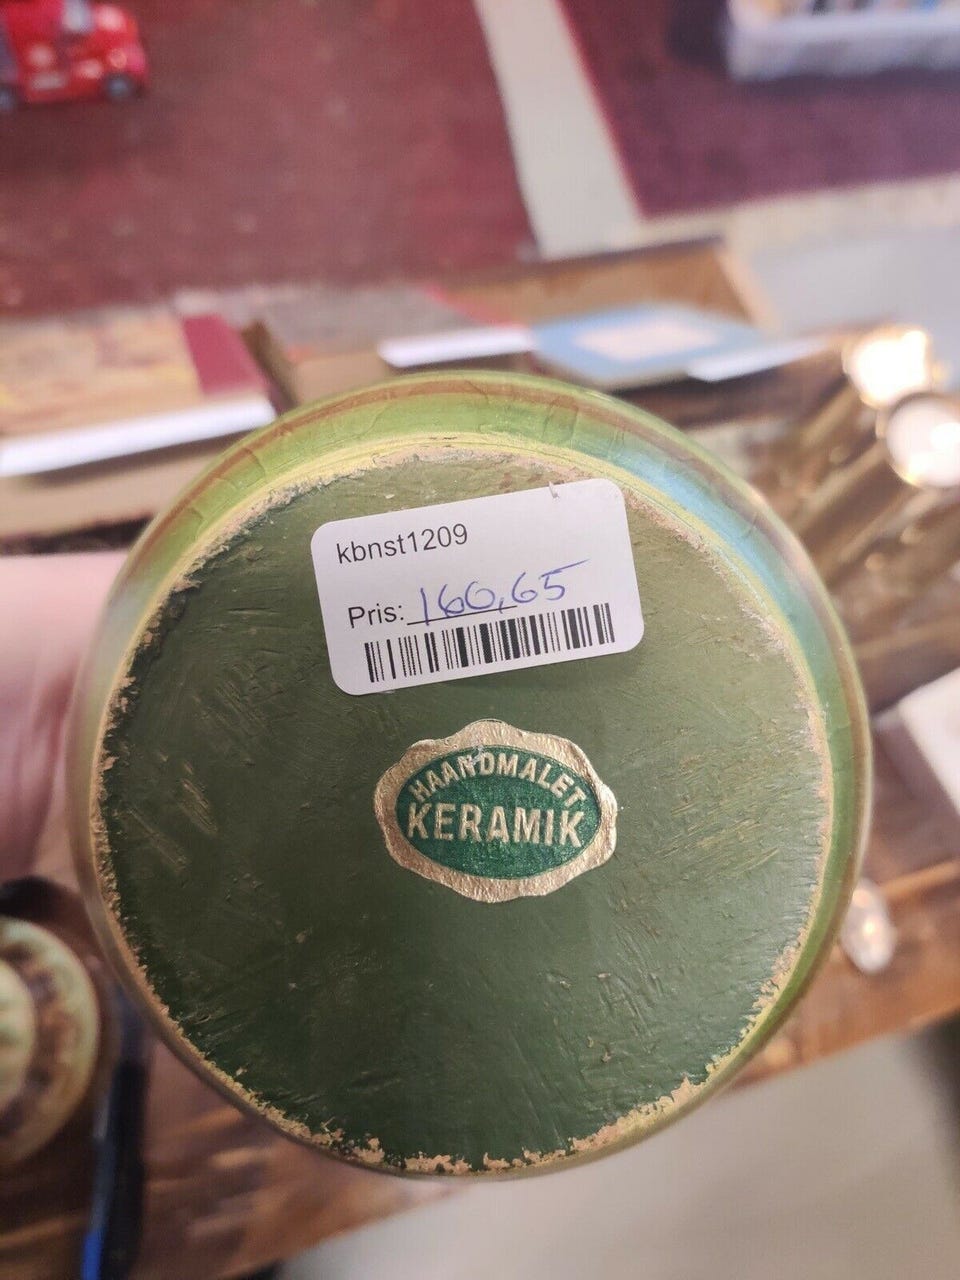 kbnst1209
Pris: 160,65
HAANDMALET
KERAMIK